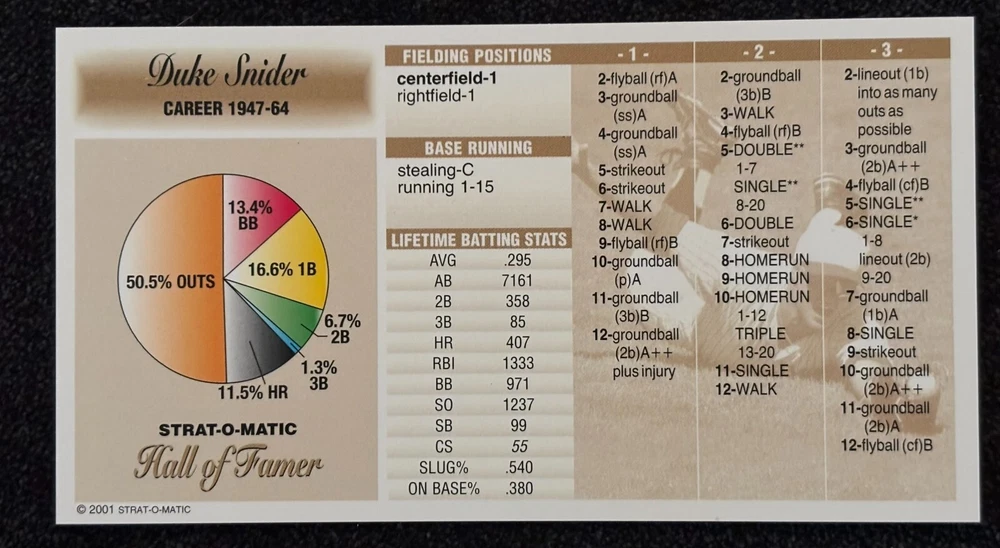 Duke Snider
CAREER 1947-64
13.4%
BB
16.6% 1B
50.5% OUTS
6.7%
2B
1.3%
3B
11.5% HR
STRAT-O-MATIC
Hall of Famer
© 2001 STRAT-O-MATIC
FIELDING POSITIONS
centerfield-1
rightfield-1
BASE RUNNING
stealing-C
running 1-15
LIFETIME BATTING STATS
AVG .295
AB 7161
2B 358
3B 85
HR 407
RBI 1333
BB 971
SO 1237
SB 99
CS 55
SLUG% .540
ON BASE% .380
- 1 -
2-flyball (rf)A
3-groundball
(ss)A
4-groundball
(ss)A
5-strikeout
6-strikeout
7-WALK
8-WALK
9-flyball (rf)B
10-groundball
(p)A
11-groundball
(3b)B
12-groundball
(2b)A++
plus injury
- 2 -
2-groundball
(3b)B
3-WALK
4-flyball (rf)B
5-DOUBLE**
1-7
SINGLE**
8-20
6-DOUBLE
7-strikeout
8-HOMERUN
9-HOMERUN
10-HOMERUN
1-12
TRIPLE
13-20
11-SINGLE
12-WALK
- 3 -
2-lineout (1b)
into as many
outs as
possible
3-groundball
(2b)A++
4-flyball (cf)B
5-SINGLE**
6-SINGLE*
1-8
lineout (2b)
9-20
7-groundball
(1b)A
8-SINGLE
9-strikeout
10-groundball
(2b)A++
11-groundball
(2b)A
12-flyball (cf)B